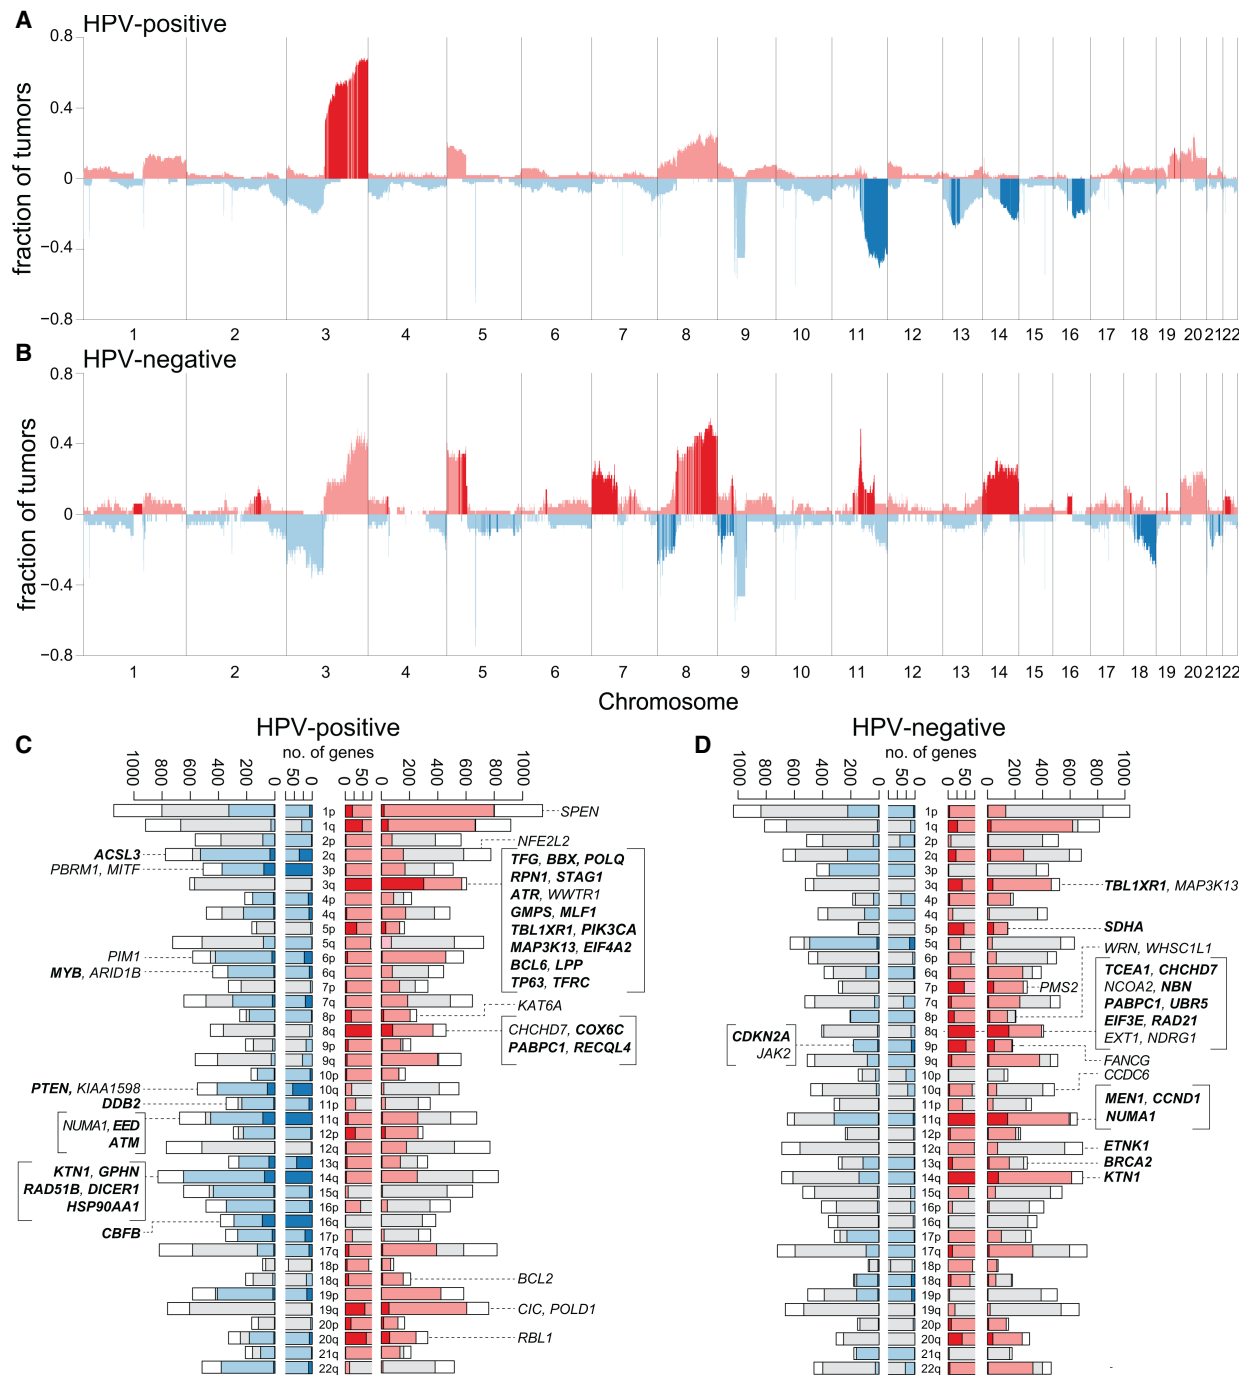 A
HPV-positive
0.8
0.4
0
−0.4
−0.8
fraction of tumors
1 2 3 4 5 6 7 8 9 10 11 12 13 14 15 16 17 18 19 20 21 22
B
HPV-negative
0.8
0.4
0
−0.4
−0.8
fraction of tumors
1 2 3 4 5 6 7 8 9 10 11 12 13 14 15 16 17 18 19 20 21 22
Chromosome
C
HPV-positive
no. of genes
1000 800 600 400 200 0 50 0 0 50 0 200 400 600 800 1000
1p
1q
2p
2q
3p
3q
4p
4q
5p
5q
6p
6q
7p
7q
8p
8q
9p
9q
10p
10q
11p
11q
12p
12q
13q
14q
15q
16p
16q
17p
17q
18p
18q
19p
19q
20p
20q
21q
22q
ACSL3
PBRM1, MITF
PIM1
MYB, ARID1B
PTEN, KIAA1598
DDB2
NUMA1, EED
ATM
KTN1, GPHN
RAD51B, DICER1
HSP90AA1
CBFB
SPEN
NFE2L2
TFG, BBX, POLQ
RPN1, STAG1
ATR, WWTR1
GMPS, MLF1
TBL1XR1, PIK3CA
MAP3K13, EIF4A2
BCL6, LPP
TP63, TFRC
KAT6A
CHCHD7, COX6C
PABPC1, RECQL4
BCL2
CIC, POLD1
RBL1
D
HPV-negative
no. of genes
1000 800 600 400 200 0 50 0 0 50 0 200 400 600 800 1000
1p
1q
2p
2q
3p
3q
4p
4q
5p
5q
6p
6q
7p
7q
8p
8q
9p
9q
10p
10q
11p
11q
12p
12q
13q
14q
15q
16p
16q
17p
17q
18p
18q
19p
19q
20p
20q
21q
22q
CDKN2A
JAK2
TBL1XR1, MAP3K13
SDHA
WRN, WHSC1L1
PMS2
TCEA1, CHCHD7
NCOA2, NBN
PABPC1, UBR5
EIF3E, RAD21
EXT1, NDRG1
FANCG
CCDC6
MEN1, CCND1
NUMA1
ETNK1
BRCA2
KTN1